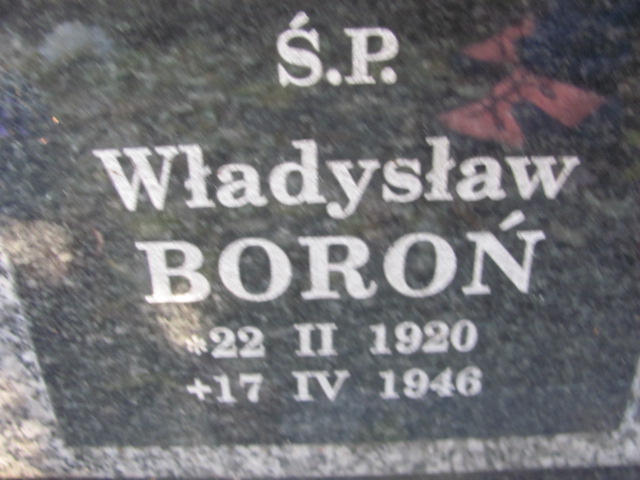 Ś.P.
Władysław
BOROŃ
*22 II 1920
+17 IV 1946